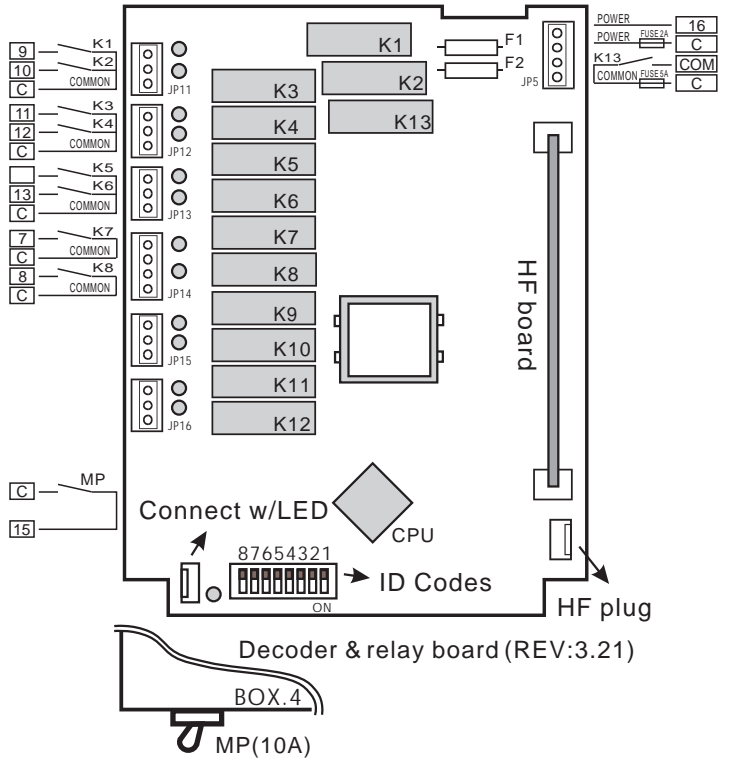 9 K1
10 K2
C COMMON
JP11
11 K3
12 K4
C COMMON
JP12
K5
13 K6
C COMMON
JP13
7 K7
C COMMON
8 K8
C COMMON
JP14
JP15
JP16
C MP
15
K1
K2
K13
K3
K4
K5
K6
K7
K8
K9
K10
K11
K12
F1
F2
JP5
POWER 16
POWER FUSE 2A C
K13 COM
COMMON FUSE 5A C
HF board
CPU
Connect w/LED
87654321
ON
ID Codes
HF plug
Decoder & relay board (REV:3.21)
BOX.4
MP(10A)